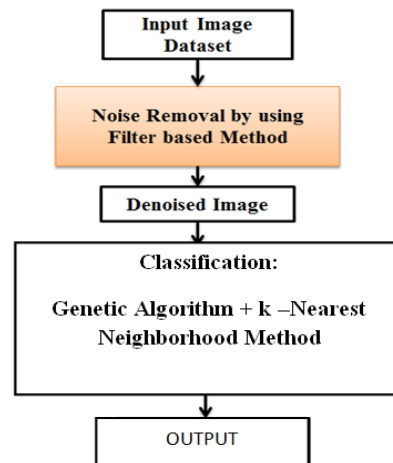 Input Image
Dataset
Noise Removal by using
Filter based Method
Denoised Image
Classification:
Genetic Algorithm + k –Nearest
Neighborhood Method
OUTPUT